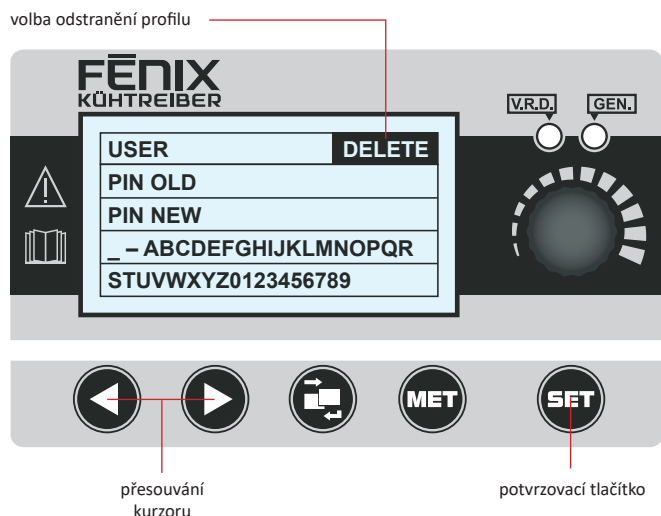 volba odstranění profilu
FĒNIX
KÜHTREIBER
V.R.D. GEN.
USER DELETE
PIN OLD
PIN NEW
_ – ABCDEFGHIJKLMNOPQR
STUVWXYZ0123456789
MET SET
přesouvání
kurzoru
potvrzovací tlačítko